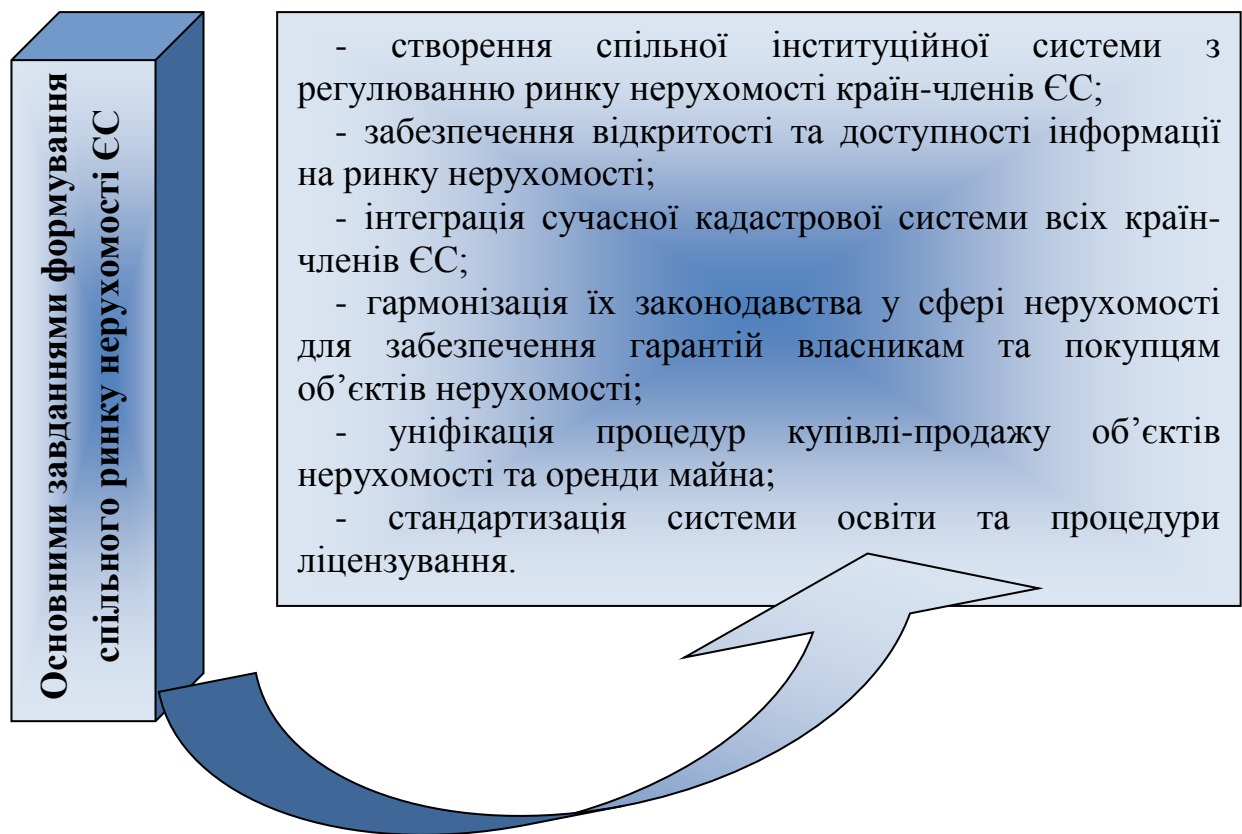 Основними завданнями формування
спільного ринку нерухомості ЄС
- створення спільної інституційної системи з
регулюванню ринку нерухомості країн-членів ЄС;
- забезпечення відкритості та доступності інформації
на ринку нерухомості;
- інтеграція сучасної кадастрової системи всіх країн-
членів ЄС;
- гармонізація їх законодавства у сфері нерухомості
для забезпечення гарантій власникам та покупцям
об’єктів нерухомості;
- уніфікація процедур купівлі-продажу об’єктів
нерухомості та оренди майна;
- стандартизація системи освіти та процедури
ліцензування.